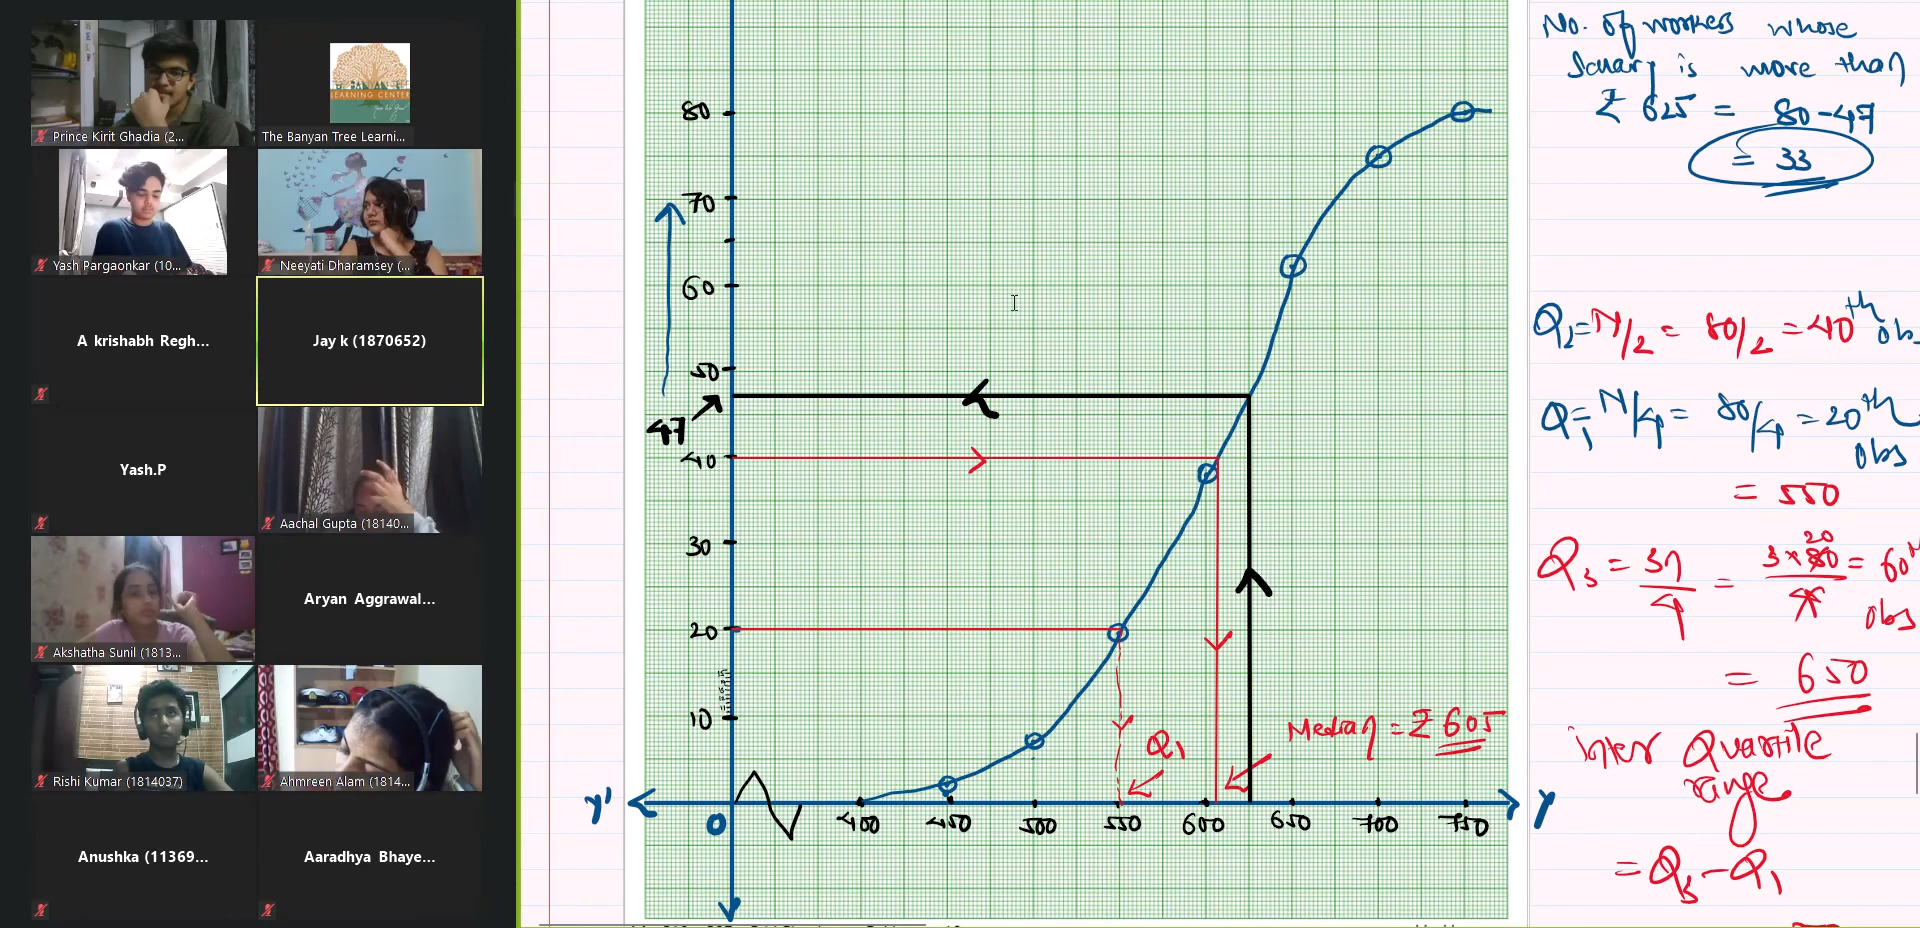 HELP
Prince Kirit Ghadia (2...
LEARNING CENTER
The Banyan Tree Learni...
Yash Pargaonkar (10...
Neeyati Dharamsey (...
A krishabh Regh...
Jay k (1870652)
Yash.P
Aachal Gupta (18140...
Akshatha Sunil (1813...
Aryan Aggrawal...
Rishi Kumar (1814037)
Ahmreen Alam (1814...
Anushka (11369...
Aaradhya Bhaye...
80
70
60
50
47
40
30
20
10
Y'
0
400 450 500 550 600 650 700 750
Y
Q₁
Median = ₹ 605
No. of workers whose
Salary is more than
₹ 625 = 80-47
= 33
Q₂=N/2 = 80/2 = 40th obs
Q₁=N/4 = 80/4 = 20th
obs
= 550
Q₃ = 3n/4 = 3×80/4 = 60th
20
obs
= 650
inter Quartile
range
= Q₃-Q₁